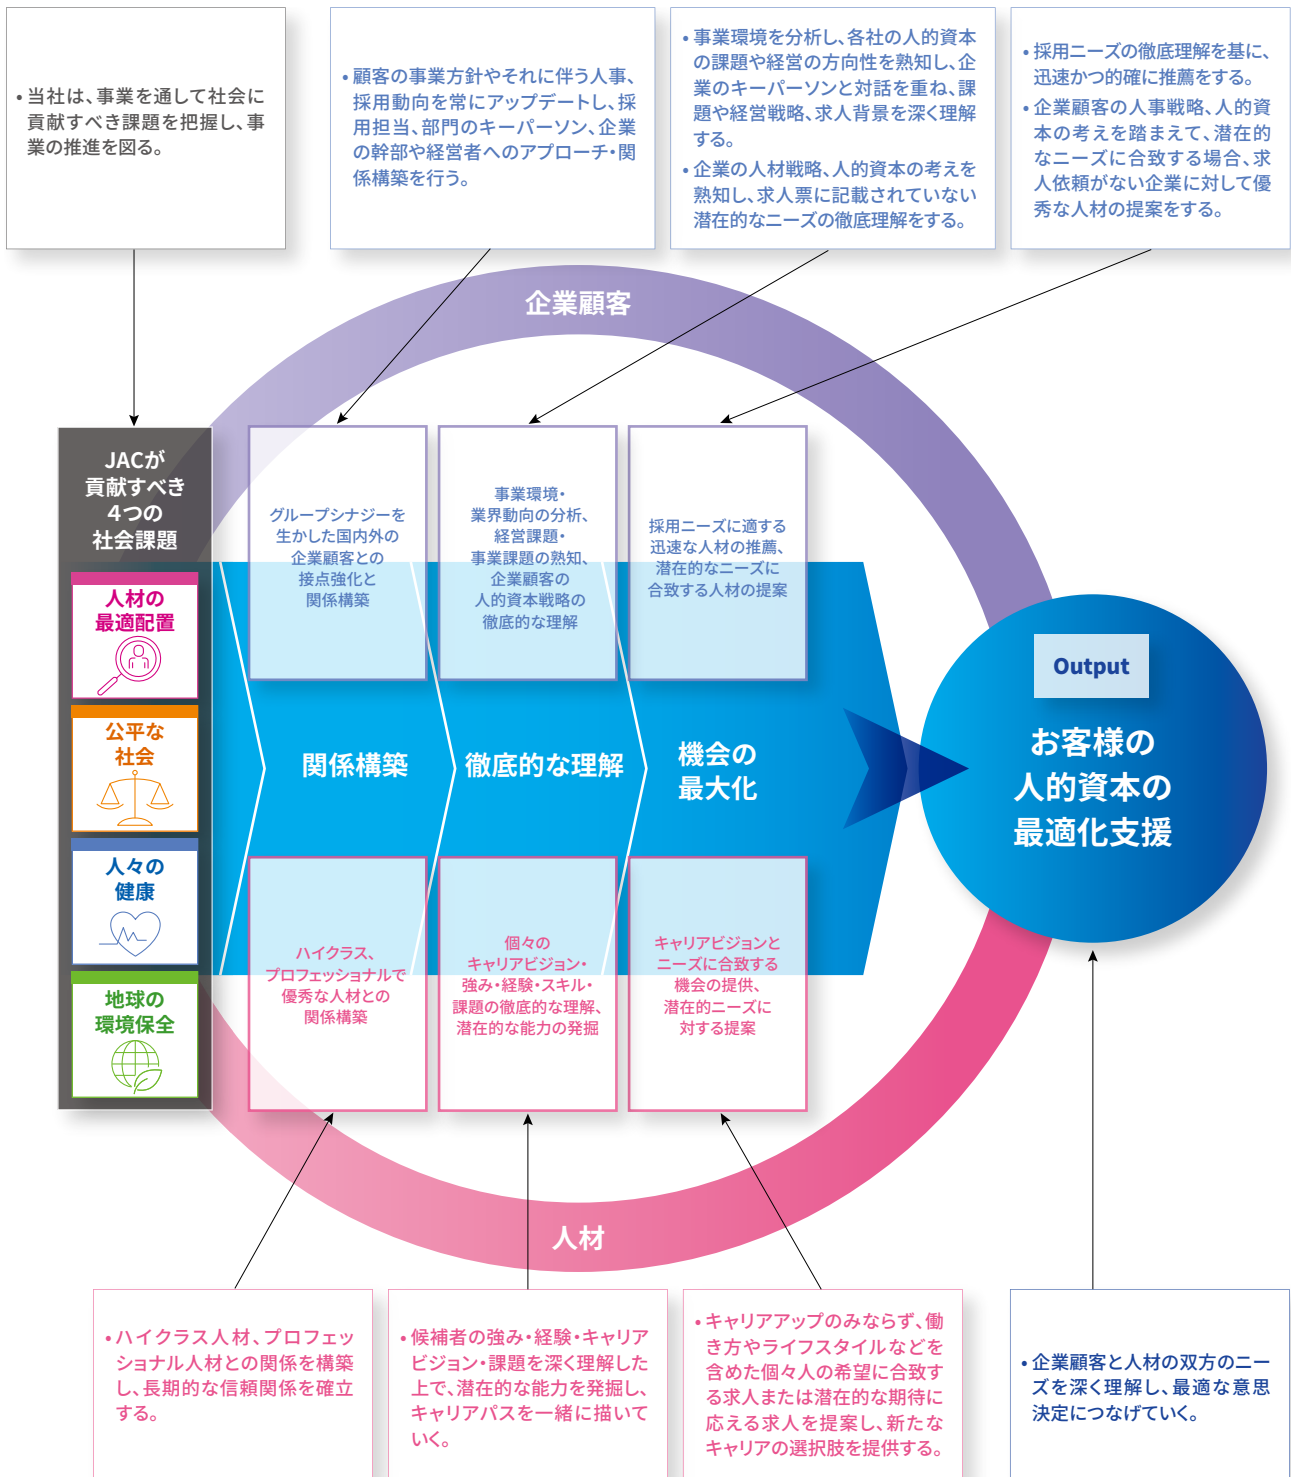 • 当社は、事業を通して社会に
貢献すべき課題を把握し、事
業の推進を図る。
• 顧客の事業方針やそれに伴う人事、
採用動向を常にアップデートし、採
用担当、部門のキーパーソン、企業
の幹部や経営者へのアプローチ・関
係構築を行う。
• 事業環境を分析し、各社の人的資本
の課題や経営の方向性を熟知し、企
業のキーパーソンと対話を重ね、課
題や経営戦略、求人背景を深く理解
する。
• 企業の人材戦略、人的資本の考えを
熟知し、求人票に記載されていない
潜在的なニーズの徹底理解をする。
• 採用ニーズの徹底理解を基に、
迅速かつ的確に推薦をする。
• 企業顧客の人事戦略、人的資
本の考えを踏まえて、潜在的
なニーズに合致する場合、求
人依頼がない企業に対して優
秀な人材の提案をする。
企業顧客
JACが
貢献すべき
4つの
社会課題
人材の
最適配置
公平な
社会
人々の
健康
地球の
環境保全
グループシナジーを
生かした国内外の
企業顧客との
接点強化と
関係構築
事業環境・
業界動向の分析、
経営課題・
事業課題の熟知、
企業顧客の
人的資本戦略の
徹底的な理解
採用ニーズに適する
迅速な人材の推薦、
潜在的なニーズに
合致する人材の提案
関係構築
徹底的な理解
機会の
最大化
Output
お客様の
人的資本の
最適化支援
ハイクラス、
プロフェッショナルで
優秀な人材との
関係構築
個々の
キャリアビジョン・
強み・経験・スキル・
課題の徹底的な理解、
潜在的な能力の発掘
キャリアビジョンと
ニーズに合致する
機会の提供、
潜在的ニーズに
対する提案
人材
• ハイクラス人材、プロフェッ
ショナル人材との関係を構築
し、長期的な信頼関係を確立
する。
• 候補者の強み・経験・キャリア
ビジョン・課題を深く理解した
上で、潜在的な能力を発掘し、
キャリアパスを一緒に描いて
いく。
• キャリアアップのみならず、働
き方やライフスタイルなどを
含めた個々人の希望に合致す
る求人または潜在的な期待に
応える求人を提案し、新たな
キャリアの選択肢を提供する。
• 企業顧客と人材の双方のニー
ズを深く理解し、最適な意思
決定につなげていく。